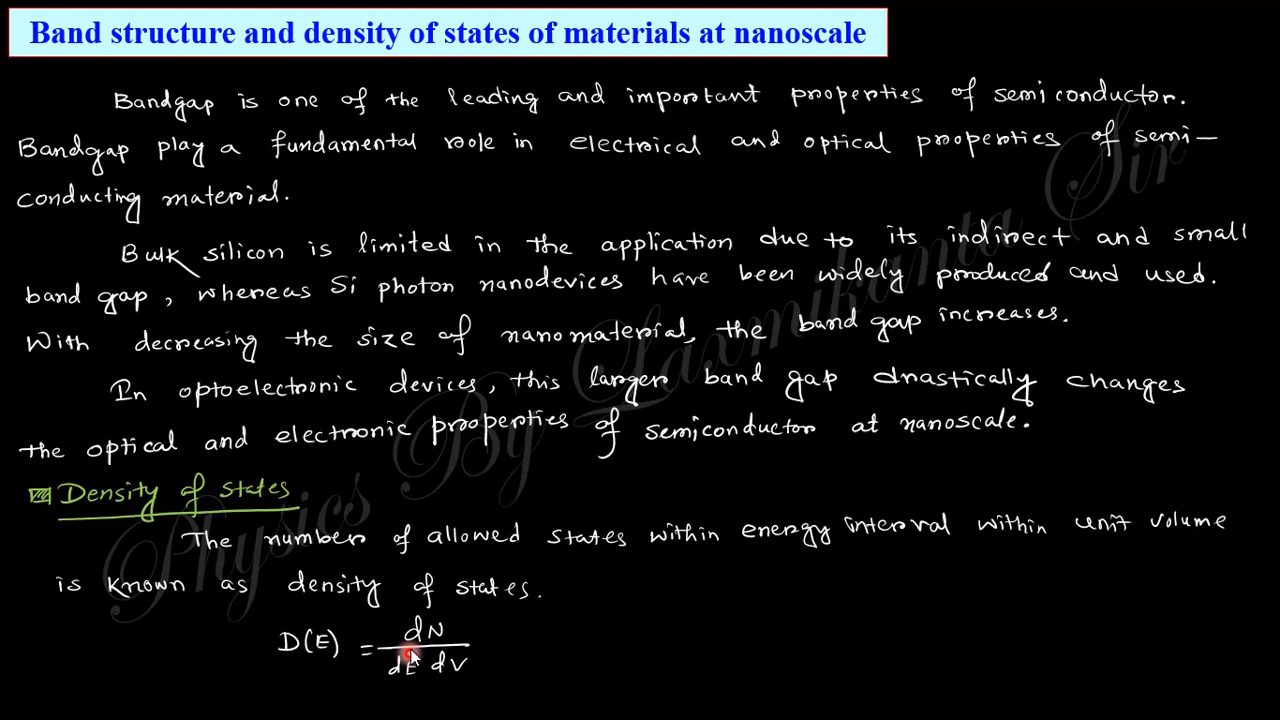 Band structure and density of states of materials at nanoscale
Bandgap is one of the leading and important properties of semiconductor.
Bandgap play a fundamental role in electrical and optical properties of semi-
conducting material.
Bulk silicon is limited in the application due to its indirect and small
band gap, whereas Si photon nanodevices have been widely produced and used.
With decreasing the size of nanomaterial, the band gap increases.
In optoelectronic devices, this larger band gap drastically changes
the optical and electronic properties of semiconductor at nanoscale.
Density of states
The number of allowed states within energy interval within unit volume
is known as density of states.
D(E) = dN / dE dV
Physics By Laxmikanta Sir